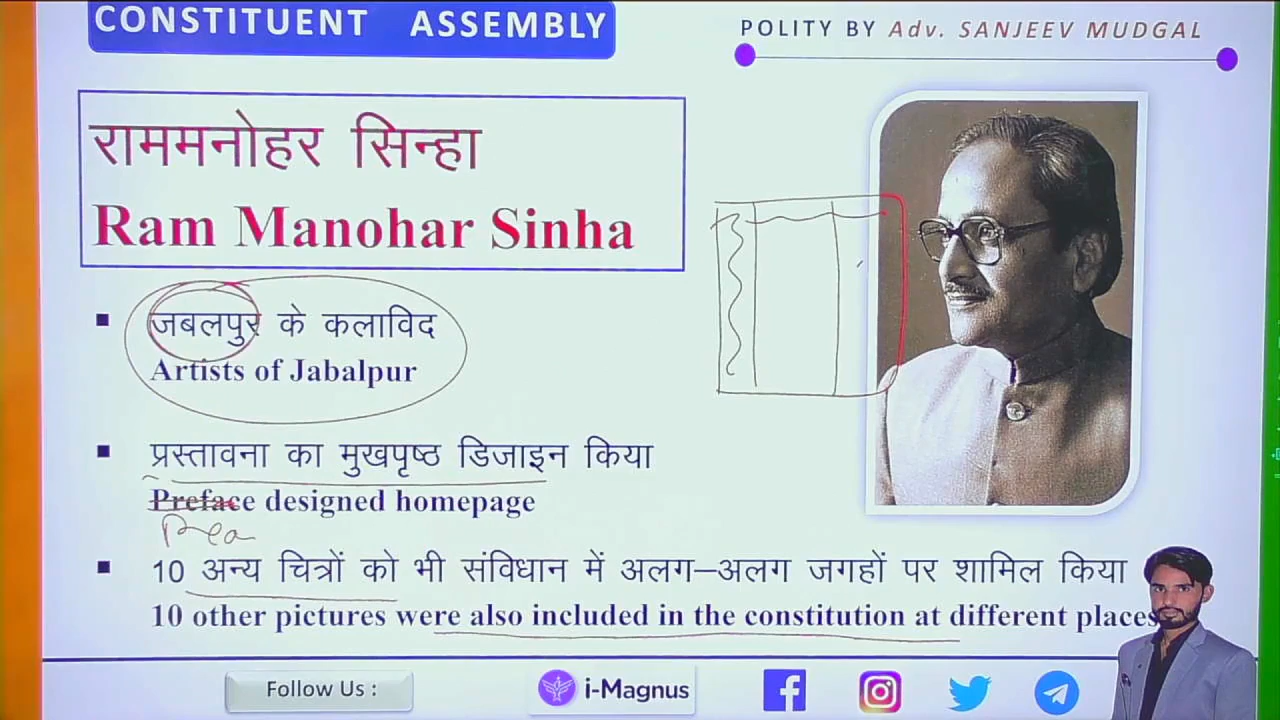 CONSTITUENT ASSEMBLY
POLITY BY Adv. SANJEEV MUDGAL
राममनोहर सिन्हा
Ram Manohar Sinha
जबलपुर के कलाविद
Artists of Jabalpur
प्रस्तावना का मुखपृष्ठ डिजाइन किया
Preface designed homepage
Prea
10 अन्य चित्रों को भी संविधान में अलग–अलग जगहों पर शामिल किया
10 other pictures were also included in the constitution at different places
Follow Us :
i-Magnus